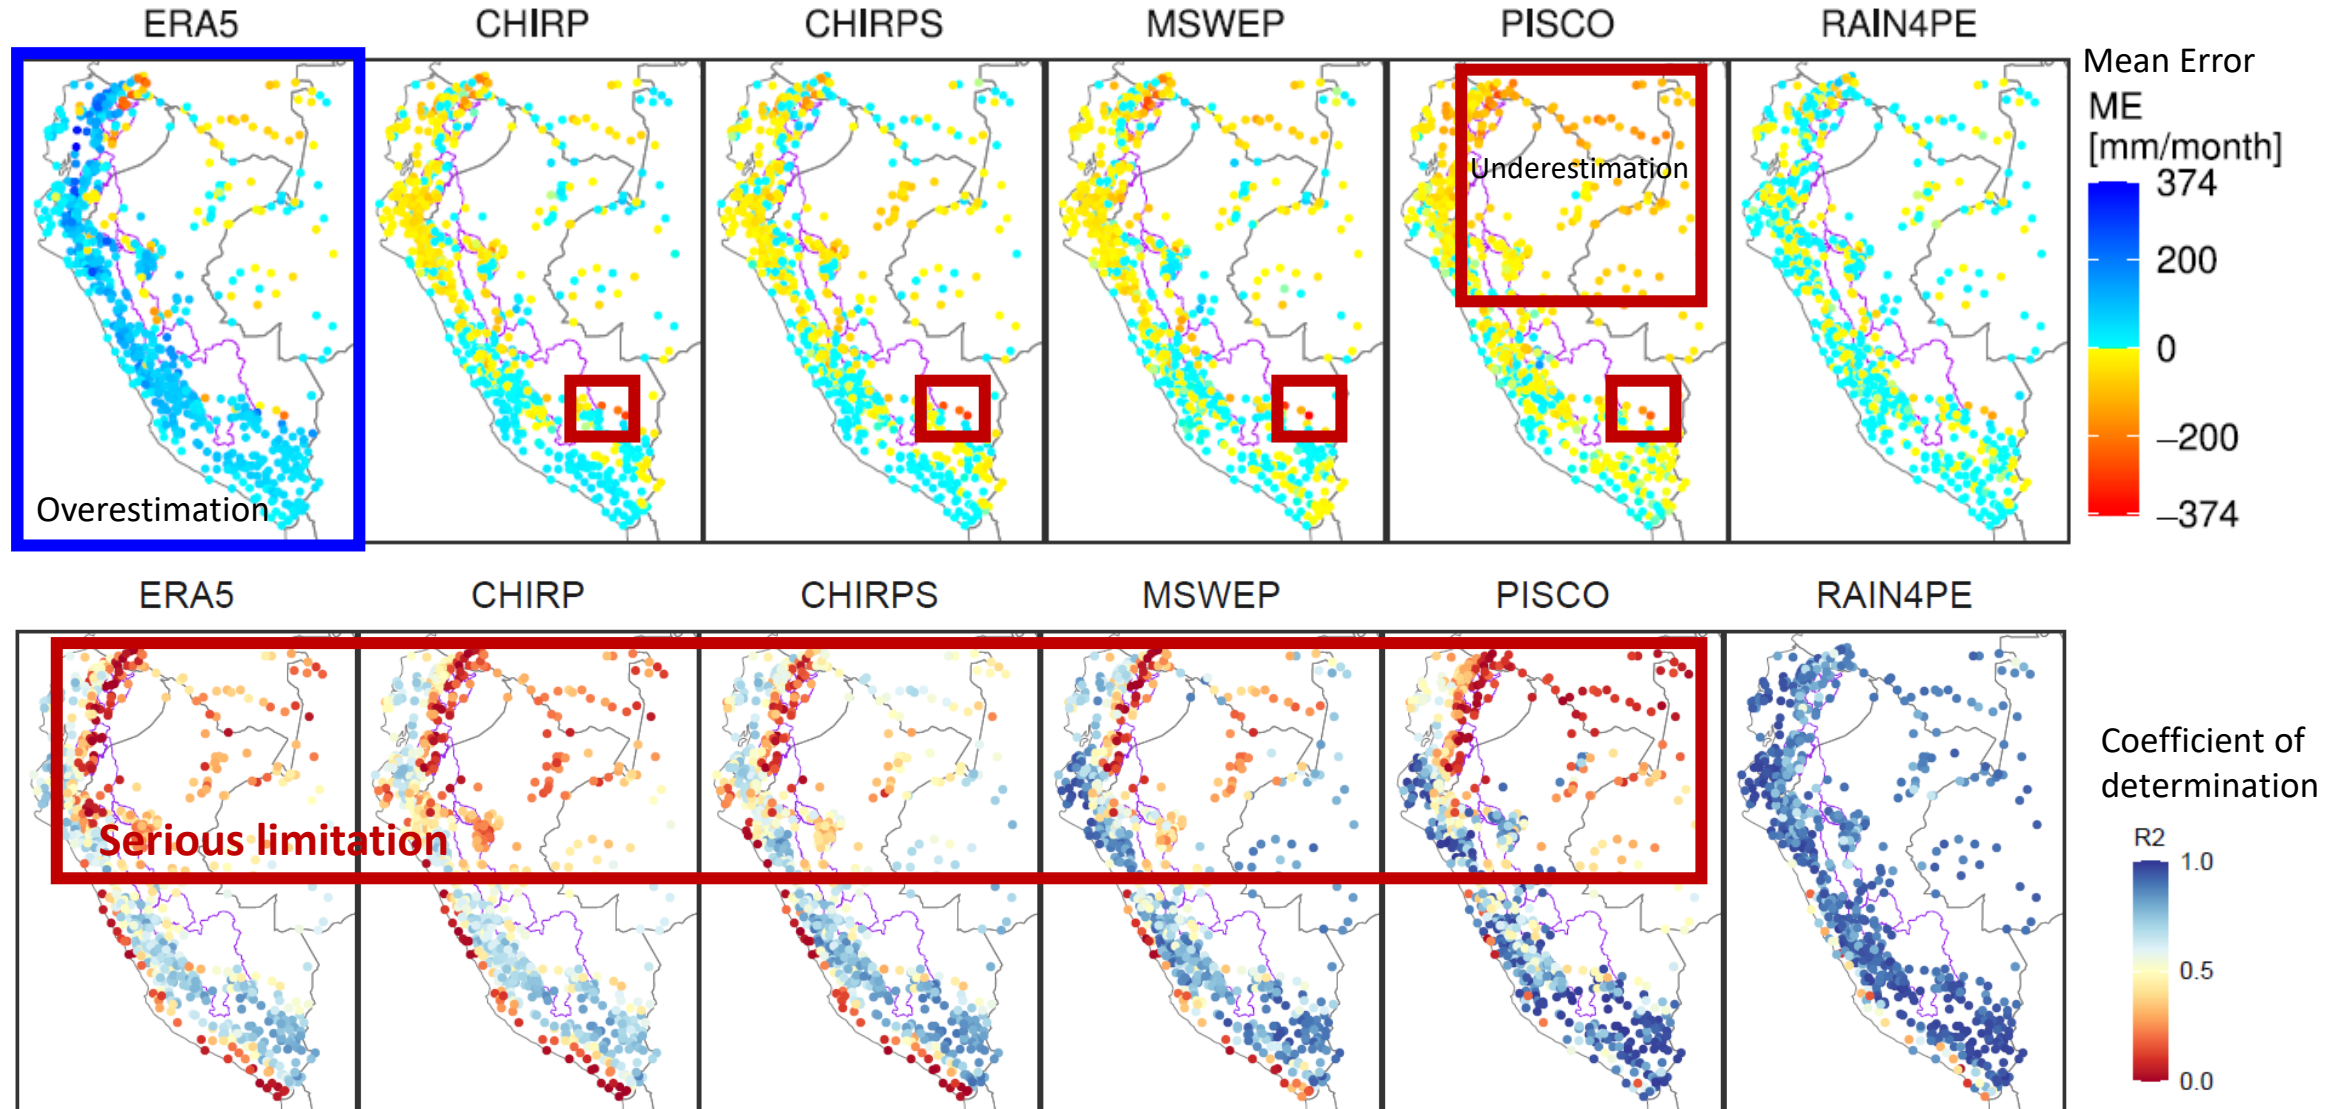 ERA5 CHIRP CHIRPS MSWEP PISCO RAIN4PE
Mean Error
ME
[mm/month]
374
200
0
−200
−374
Underestimation
Overestimation
ERA5 CHIRP CHIRPS MSWEP PISCO RAIN4PE
Serious limitation
Coefficient of
determination
R2
1.0
0.5
0.0